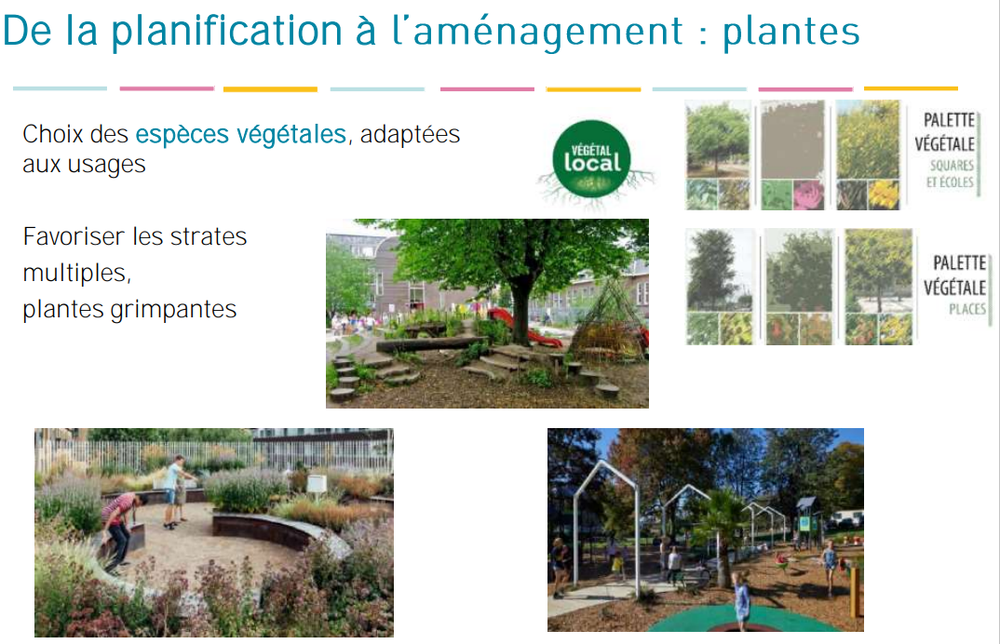 De la planification à l'aménagement : plantes
Choix des espèces végétales, adaptées
aux usages
VÉGÉTAL
local
PALETTE
VÉGÉTALE
SQUARES
ET ÉCOLES
Favoriser les strates
multiples,
plantes grimpantes
PALETTE
VÉGÉTALE
PLACES